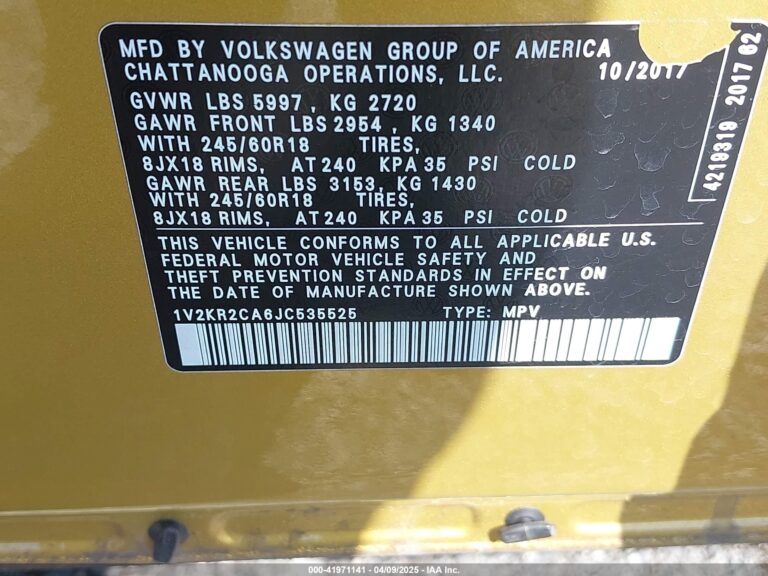 MFD BY VOLKSWAGEN GROUP OF AMERICA
CHATTANOOGA OPERATIONS, LLC. 10/2017
GVWR LBS 5997 , KG 2720
GAWR FRONT LBS 2954 , KG 1340
WITH 245/60R18 TIRES,
8JX18 RIMS, AT 240 KPA 35 PSI COLD
GAWR REAR LBS 3153, KG 1430
WITH 245/60R18 TIRES,
8JX18 RIMS, AT 240 KPA 35 PSI COLD
THIS VEHICLE CONFORMS TO ALL APPLICABLE U.S.
FEDERAL MOTOR VEHICLE SAFETY AND
THEFT PREVENTION STANDARDS IN EFFECT ON
THE DATE OF MANUFACTURE SHOWN ABOVE.
1V2KR2CA6JC535525 TYPE: MPV
4219319 2017 62
000-41971141 - 04/09/2025 - IAA Inc.